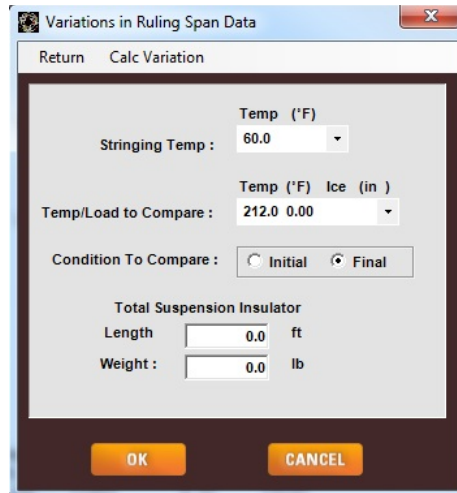 Variations in Ruling Span Data
Return Calc Variation
Temp (°F)
Stringing Temp : 60.0
Temp (°F) Ice (in )
Temp/Load to Compare : 212.0 0.00
Condition To Compare : Initial Final
Total Suspension Insulator
Length 0.0 ft
Weight : 0.0 lb
OK CANCEL